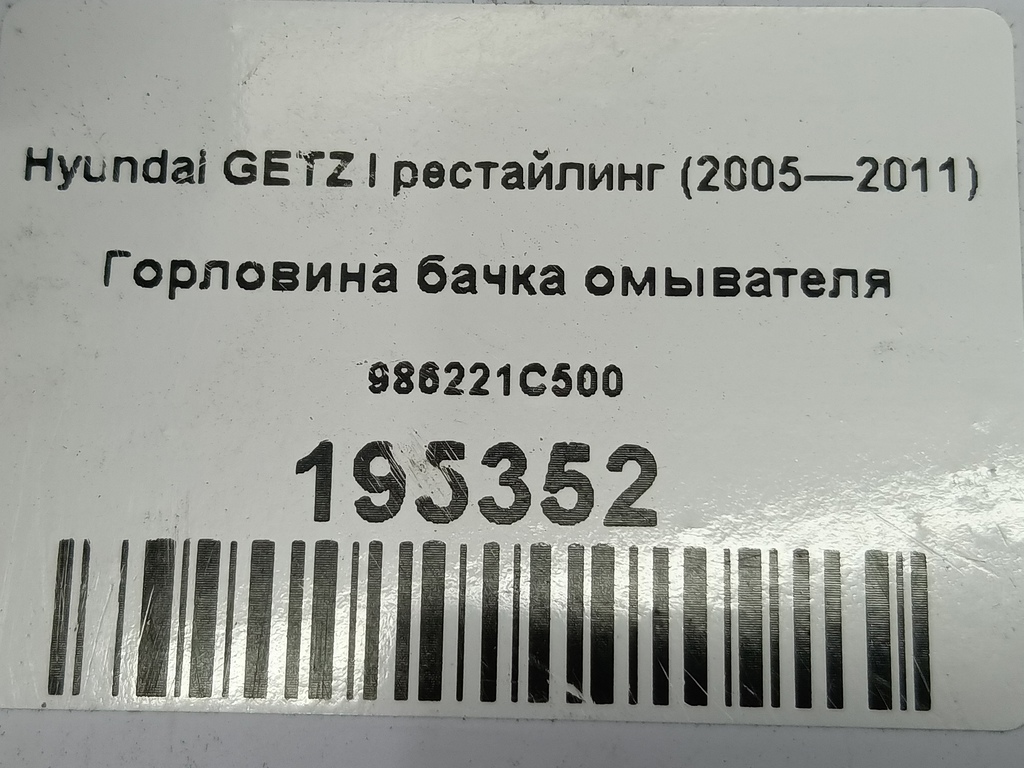 Hyundai GETZ I рестайлинг (2005—2011)
Горловина бачка омывателя
986221C500
195352